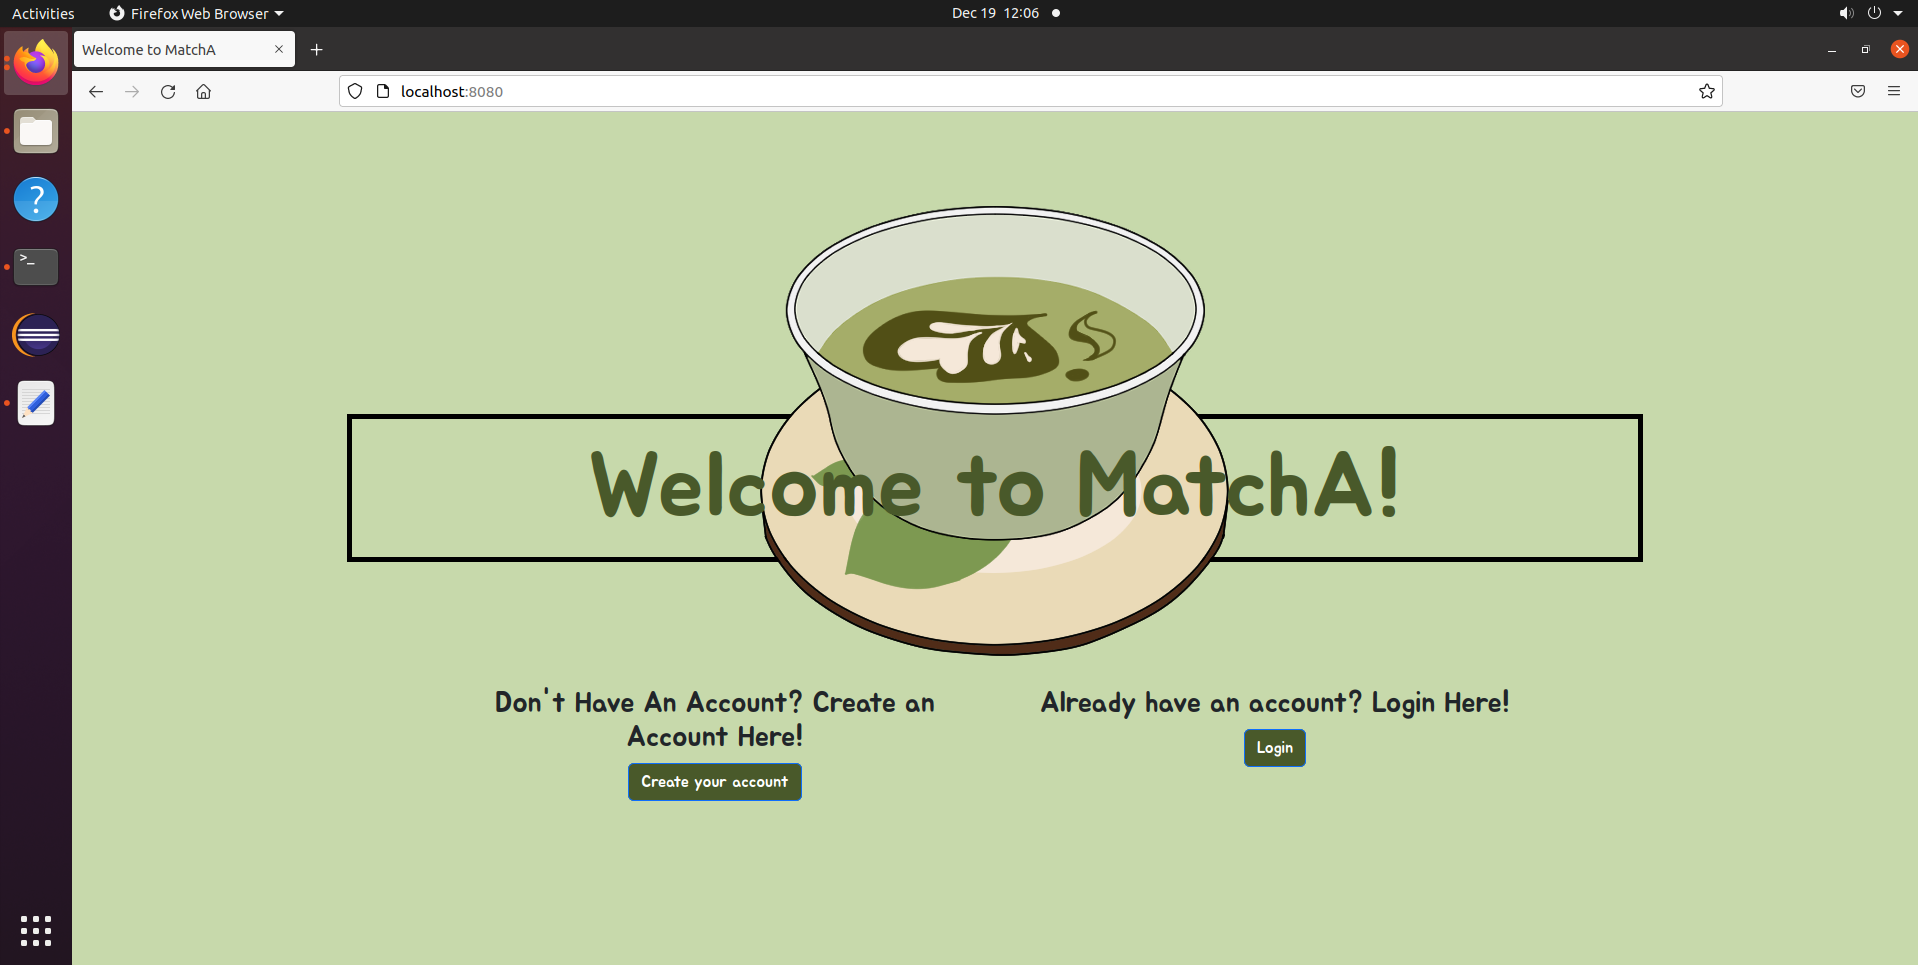 Activities
Firefox Web Browser
Dec 19 12:06
Welcome to MatchA
localhost:8080
?
>_
Welcome to MatchA!
Don't Have An Account? Create an
Account Here!
Create your account
Already have an account? Login Here!
Login